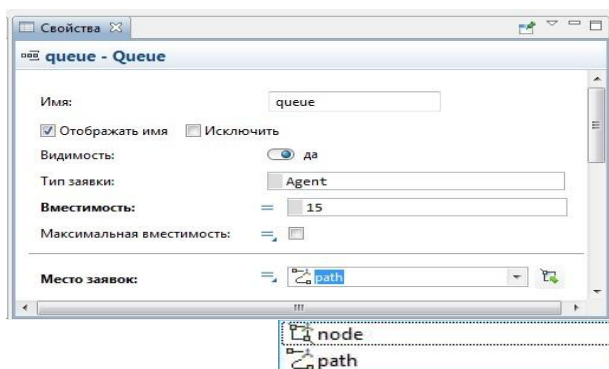 Свойства
queue - Queue
Имя: queue
Отображать имя Исключить
Видимость: да
Тип заявки: Agent
Вместимость: = 15
Максимальная вместимость: =
Место заявок: = path
node
path